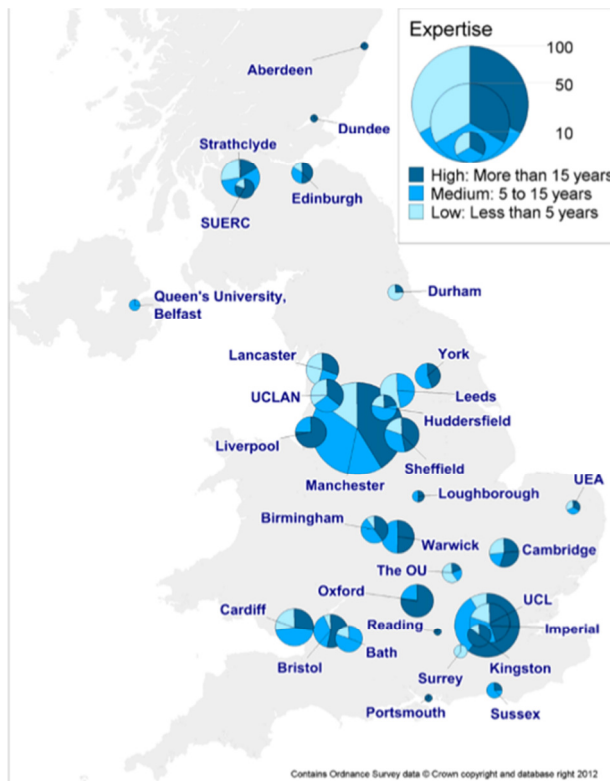 Expertise
100
50
10
High: More than 15 years
Medium: 5 to 15 years
Low: Less than 5 years
Aberdeen
Dundee
Strathclyde
Edinburgh
SUERC
Queen's University,
Belfast
Durham
Lancaster
York
UCLAN
Leeds
Huddersfield
Liverpool
Sheffield
Manchester
Loughborough
UEA
Birmingham
Warwick
Cambridge
The OU
Oxford
UCL
Cardiff
Reading
Imperial
Bath
Bristol
Surrey
Kingston
Portsmouth
Sussex
Contains Ordnance Survey data © Crown copyright and database right 2012